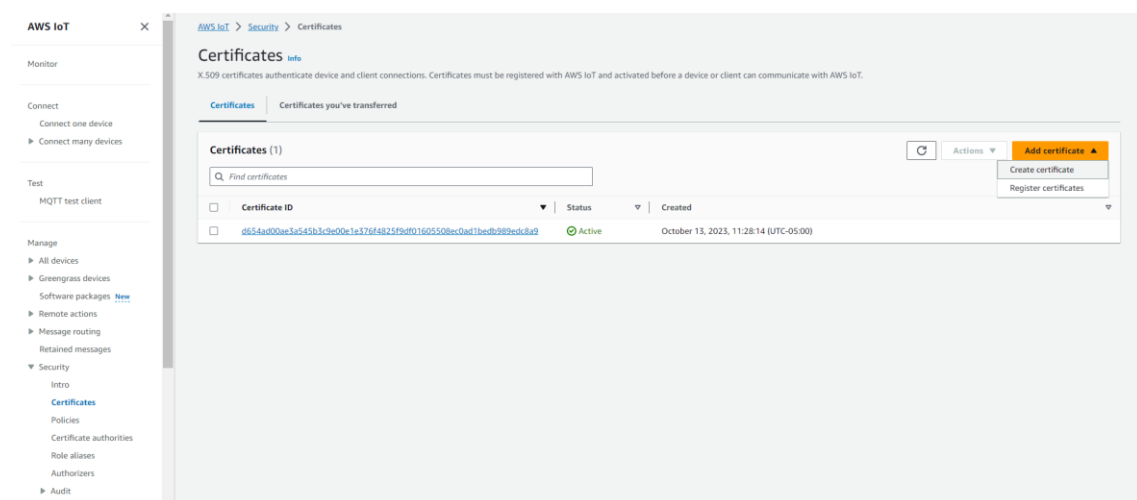 AWS IoT
Monitor
Connect
Connect one device
Connect many devices
Test
MQTT test client
Manage
All devices
Greengrass devices
Software packages New
Remote actions
Message routing
Retained messages
Security
Intro
Certificates
Policies
Certificate authorities
Role aliases
Authorizers
Audit
AWS IoT > Security > Certificates
Certificates Info
X.509 certificates authenticate device and client connections. Certificates must be registered with AWS IoT and activated before a device or client can communicate with AWS IoT.
Certificates Certificates you've transferred
Certificates (1)
Actions Add certificate
Create certificate
Register certificates
Find certificates
Certificate ID Status Created
d654ad00ae3a545b3c9e00e1e376f4825f9df01605508ec0ad1bedb989edc8a9 Active October 13, 2023, 11:28:14 (UTC-05:00)